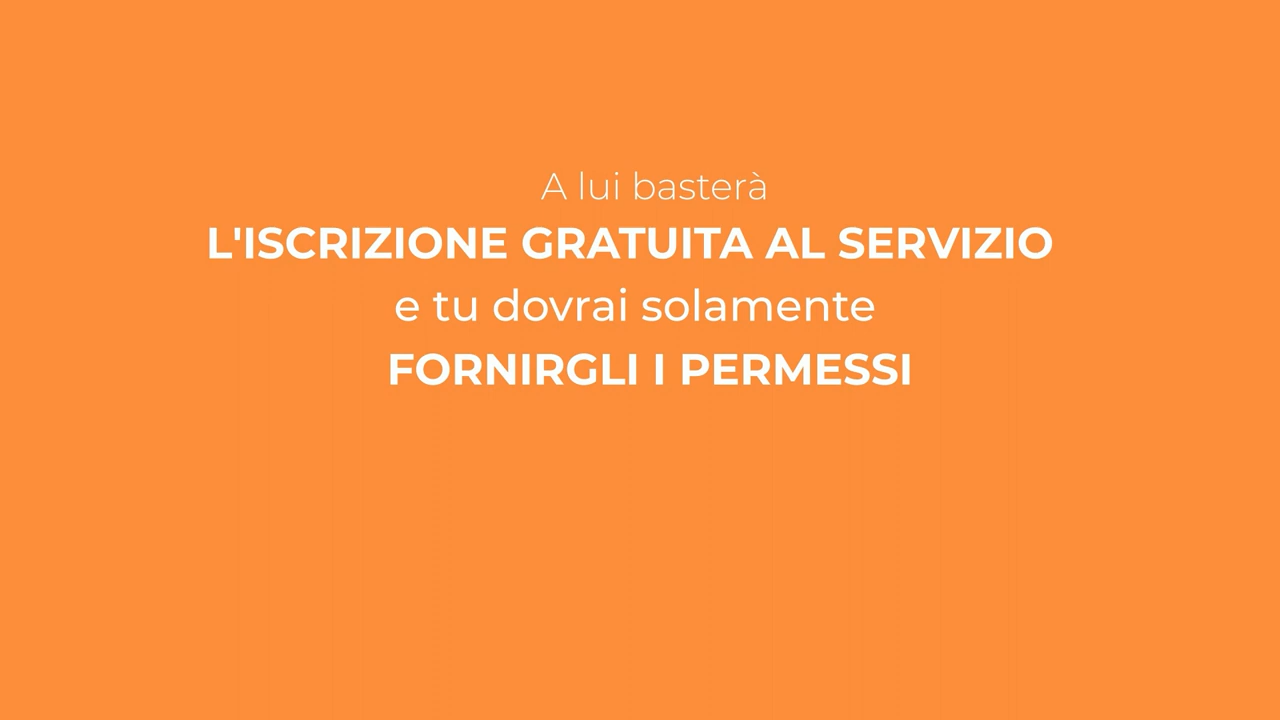 A lui basterà
L'ISCRIZIONE GRATUITA AL SERVIZIO
e tu dovrai solamente
FORNIRGLI I PERMESSI